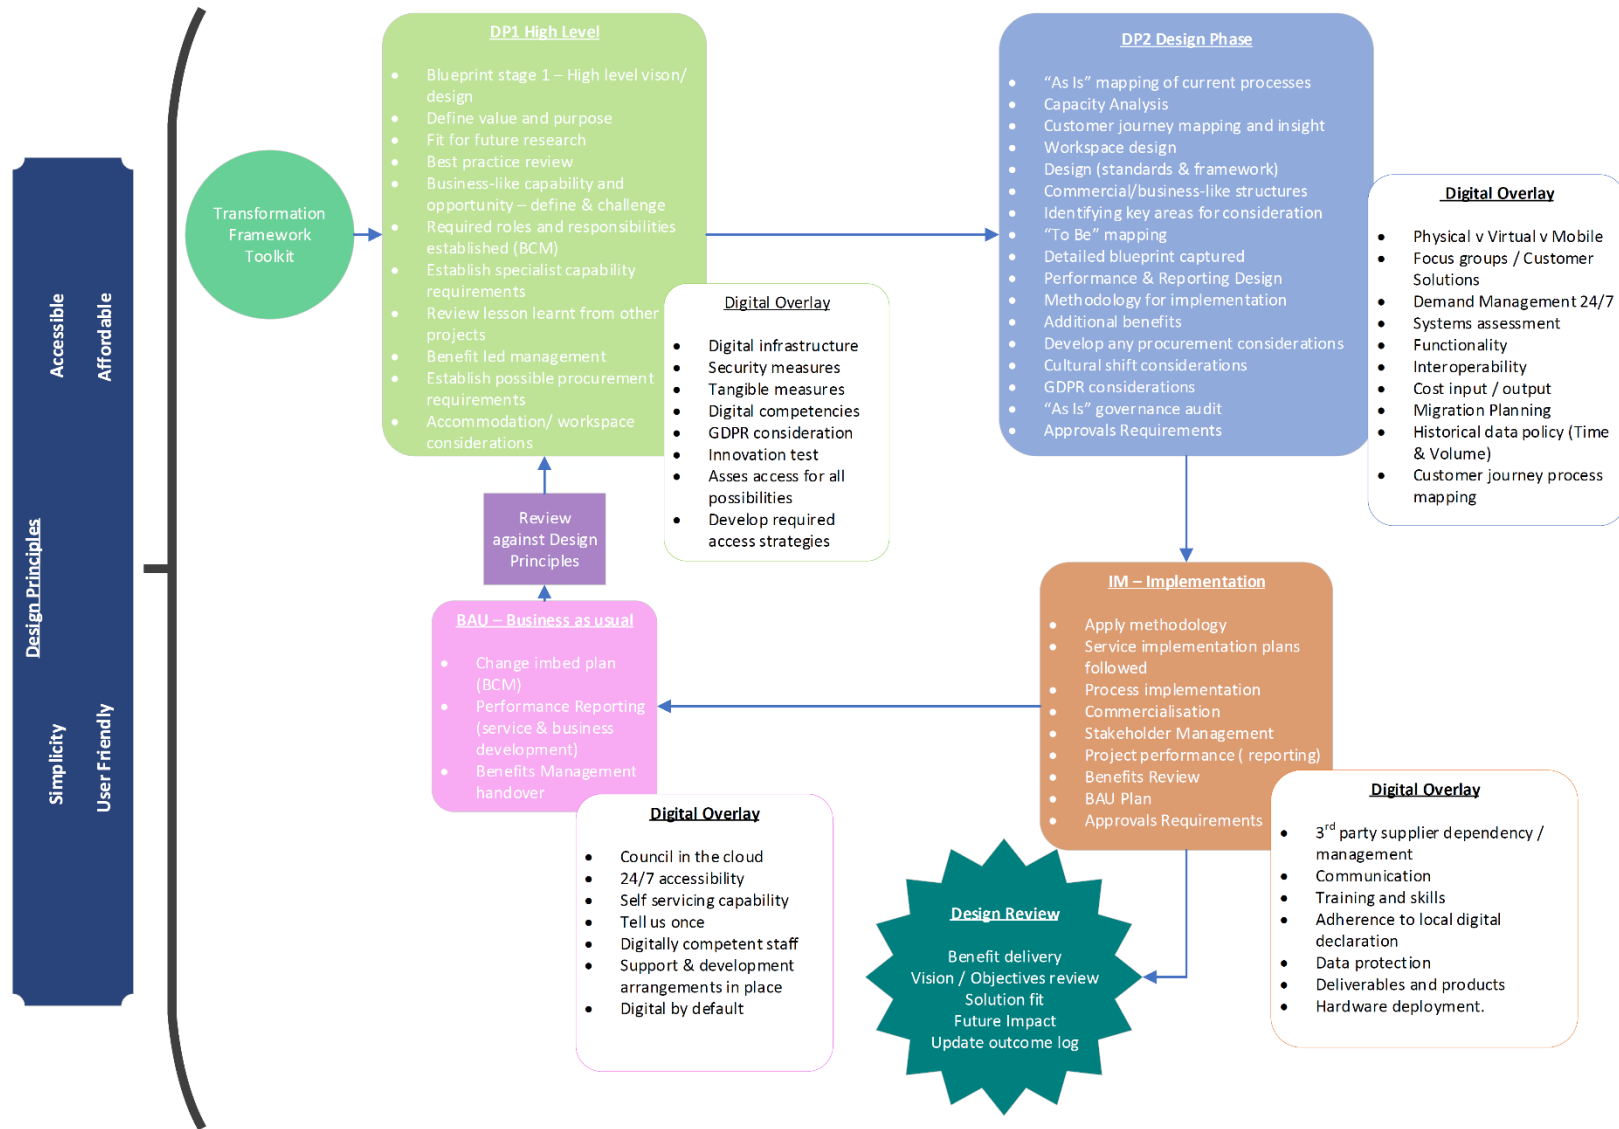 Design Principles
Accessible
Affordable
Simplicity
User Friendly
Transformation
Framework
Toolkit
DP1 High Level
• Blueprint stage 1 – High level vison/
design
• Define value and purpose
• Fit for future research
• Best practice review
• Business-like capability and
opportunity – define & challenge
• Required roles and responsibilities
established (BCM)
• Establish specialist capability
requirements
• Review lesson learnt from other
projects
• Benefit led management
• Establish possible procurement
requirements
• Accommodation/ workspace
considerations
Digital Overlay
• Digital infrastructure
• Security measures
• Tangible measures
• Digital competencies
• GDPR consideration
• Innovation test
• Asses access for all
possibilities
• Develop required
access strategies
DP2 Design Phase
• “As Is” mapping of current processes
• Capacity Analysis
• Customer journey mapping and insight
• Workspace design
• Design (standards & framework)
• Commercial/business-like structures
• Identifying key areas for consideration
• “To Be” mapping
• Detailed blueprint captured
• Performance & Reporting Design
• Methodology for implementation
• Additional benefits
• Develop any procurement considerations
• Cultural shift considerations
• GDPR considerations
• “As Is” governance audit
• Approvals Requirements
Digital Overlay
• Physical v Virtual v Mobile
• Focus groups / Customer
Solutions
• Demand Management 24/7
• Systems assessment
• Functionality
• Interoperability
• Cost input / output
• Migration Planning
• Historical data policy (Time
& Volume)
• Customer journey process
mapping
Review
against Design
Principles
BAU – Business as usual
• Change imbed plan
(BCM)
• Performance Reporting
(service & business
development)
• Benefits Management
handover
Digital Overlay
• Council in the cloud
• 24/7 accessibility
• Self servicing capability
• Tell us once
• Digitally competent staff
• Support & development
arrangements in place
• Digital by default
IM – Implementation
• Apply methodology
• Service implementation plans
followed
• Process implementation
• Commercialisation
• Stakeholder Management
• Project performance ( reporting)
• Benefits Review
• BAU Plan
• Approvals Requirements
Digital Overlay
• 3rd party supplier dependency /
management
• Communication
• Training and skills
• Adherence to local digital
declaration
• Data protection
• Deliverables and products
• Hardware deployment.
Design Review
Benefit delivery
Vision / Objectives review
Solution fit
Future Impact
Update outcome log